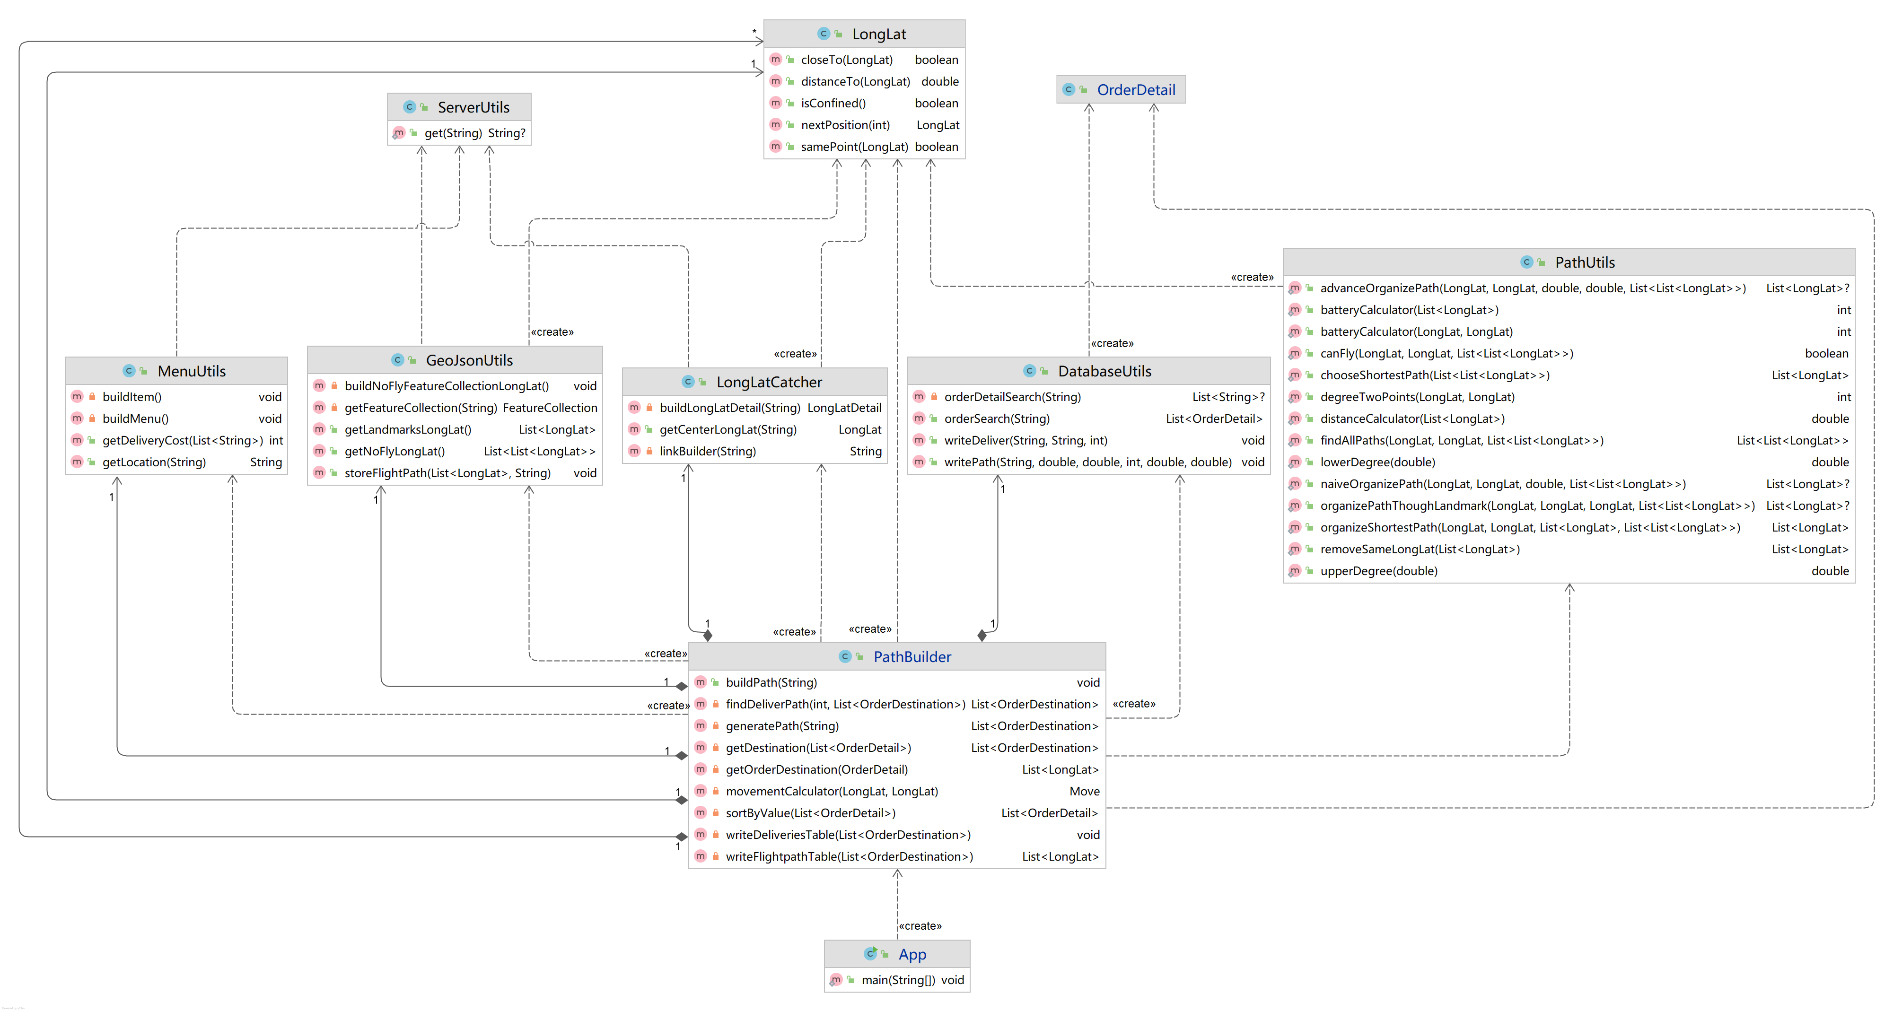 LongLat
closeTo(LongLat) boolean
distanceTo(LongLat) double
isConfined() boolean
nextPosition(int) LongLat
samePoint(LongLat) boolean
*
1
OrderDetail
ServerUtils
get(String) String?
PathUtils
advanceOrganizePath(LongLat, LongLat, double, double, List<List<LongLat>>) List<LongLat>?
batteryCalculator(List<LongLat>) int
batteryCalculator(LongLat, LongLat) int
canFly(LongLat, LongLat, List<List<LongLat>>) boolean
chooseShortestPath(List<List<LongLat>>) List<LongLat>
degreeTwoPoints(LongLat, LongLat) int
distanceCalculator(List<LongLat>) double
findAllPaths(LongLat, LongLat, List<List<LongLat>>) List<List<LongLat>>
lowerDegree(double) double
naiveOrganizePath(LongLat, LongLat, double, List<List<LongLat>>) List<LongLat>?
organizePathThoughLandmark(LongLat, LongLat, LongLat, List<List<LongLat>>) List<LongLat>?
organizeShortestPath(LongLat, LongLat, List<LongLat>, List<List<LongLat>>) List<LongLat>
removeSameLongLat(List<LongLat>) List<LongLat>
upperDegree(double) double
«create»
«create»
«create»
«create»
MenuUtils
buildItem() void
buildMenu() void
getDeliveryCost(List<String>) int
getLocation(String) String
GeoJsonUtils
buildNoFlyFeatureCollectionLongLat() void
getFeatureCollection(String) FeatureCollection
getLandmarksLongLat() List<LongLat>
getNoFlyLongLat() List<List<LongLat>>
storeFlightPath(List<LongLat>, String) void
LongLatCatcher
buildLongLatDetail(String) LongLatDetail
getCenterLongLat(String) LongLat
linkBuilder(String) String
DatabaseUtils
orderDetailSearch(String) List<String>?
orderSearch(String) List<OrderDetail>
writeDeliver(String, String, int) void
writePath(String, double, double, int, double, double) void
1
1
1
1
1
1
«create»
«create»
«create»
«create»
«create»
1
1
1
1
PathBuilder
buildPath(String) void
findDeliverPath(int, List<OrderDestination>) List<OrderDestination>
generatePath(String) List<OrderDestination>
getDestination(List<OrderDetail>) List<OrderDestination>
getOrderDestination(OrderDetail) List<LongLat>
movementCalculator(LongLat, LongLat) Move
sortByValue(List<OrderDetail>) List<OrderDetail>
writeDeliveriesTable(List<OrderDestination>) void
writeFlightpathTable(List<OrderDestination>) List<LongLat>
«create»
App
main(String[]) void